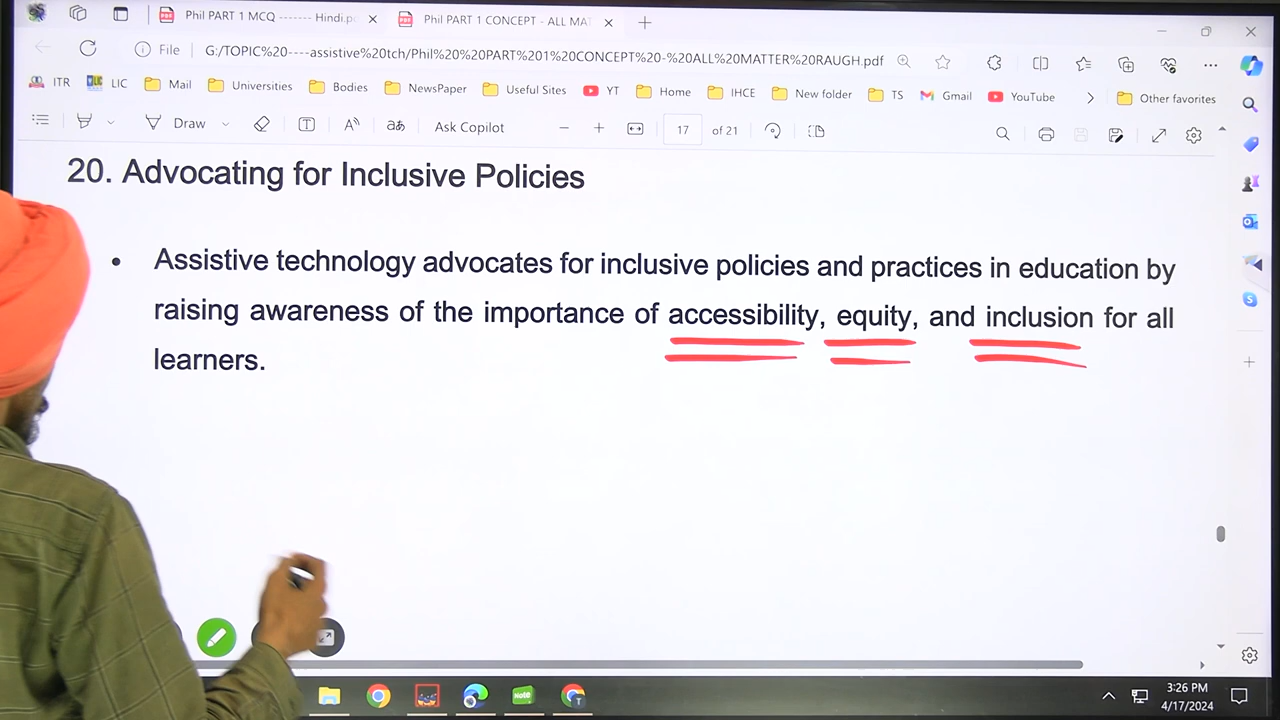 Phil PART 1 MCQ ------- Hindi.p
Phil PART 1 CONCEPT - ALL MAT
File G:/TOPIC%20----assistive%20tch/Phil%20%20PART%201%20CONCEPT%20-%20ALL%20MATTER%20RAUGH.pdf
ITR LIC Mail Universities Bodies NewsPaper Useful Sites YT Home IHCE New folder TS Gmail YouTube Other favorites
Draw Ask Copilot 17 of 21
20. Advocating for Inclusive Policies
• Assistive technology advocates for inclusive policies and practices in education by
raising awareness of the importance of accessibility, equity, and inclusion for all
learners.
Note
3:26 PM
4/17/2024